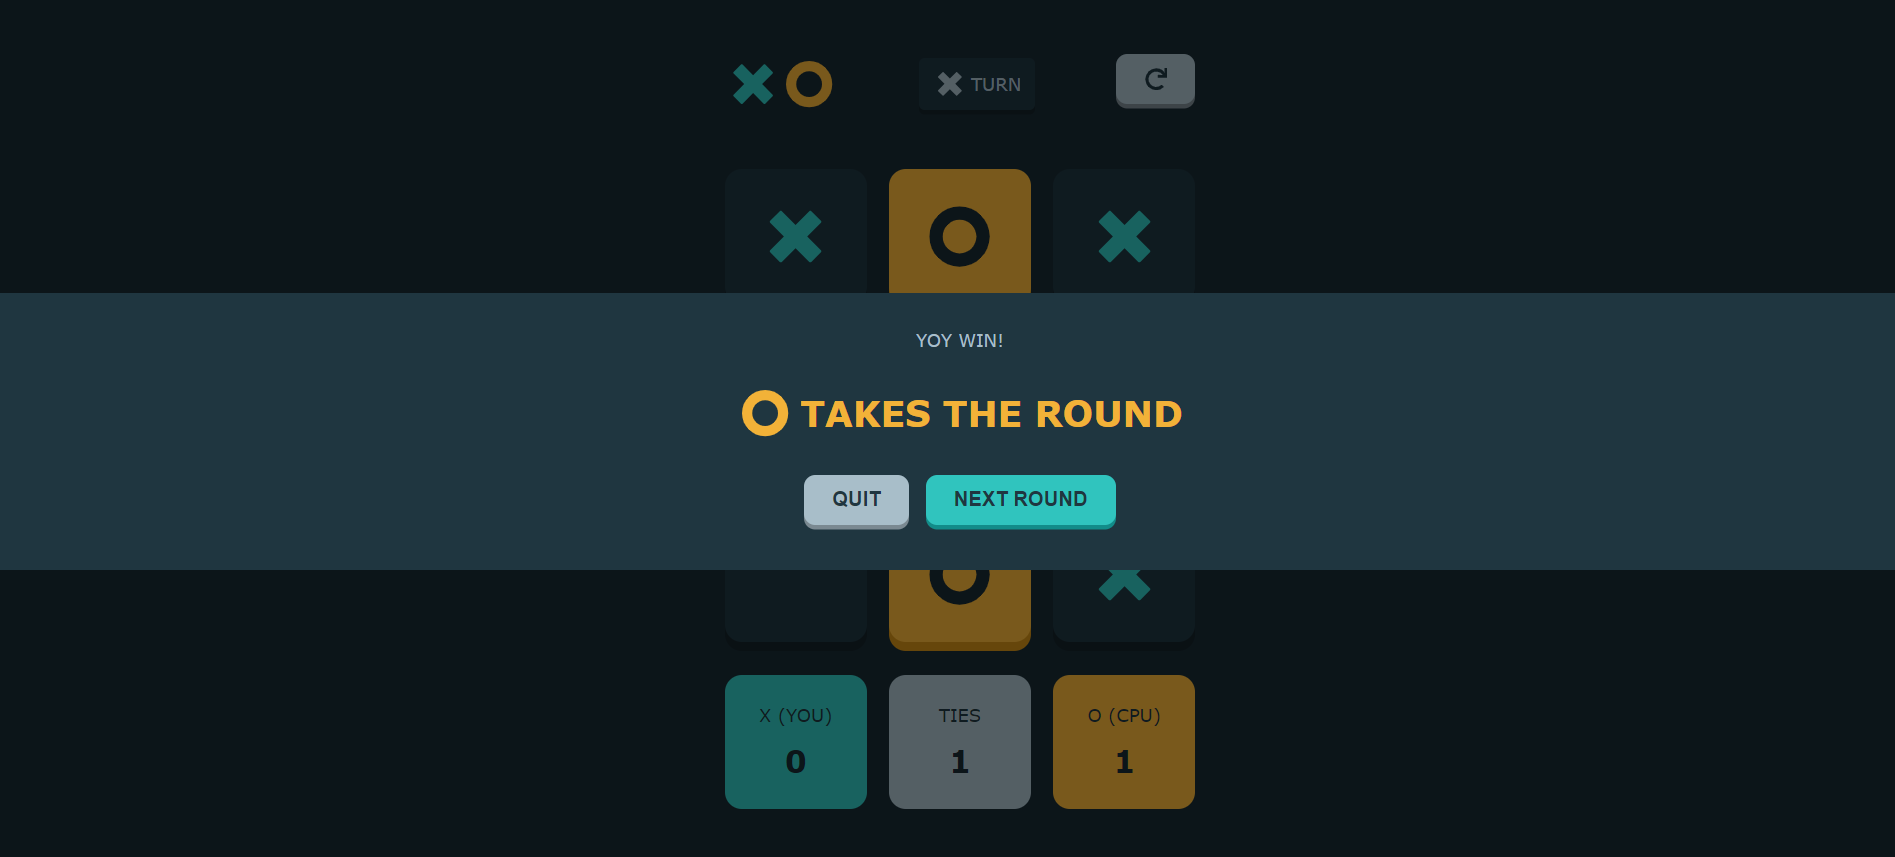 TURN
YOY WIN!
TAKES THE ROUND
QUIT
NEXT ROUND
X (YOU)
0
TIES
1
O (CPU)
1